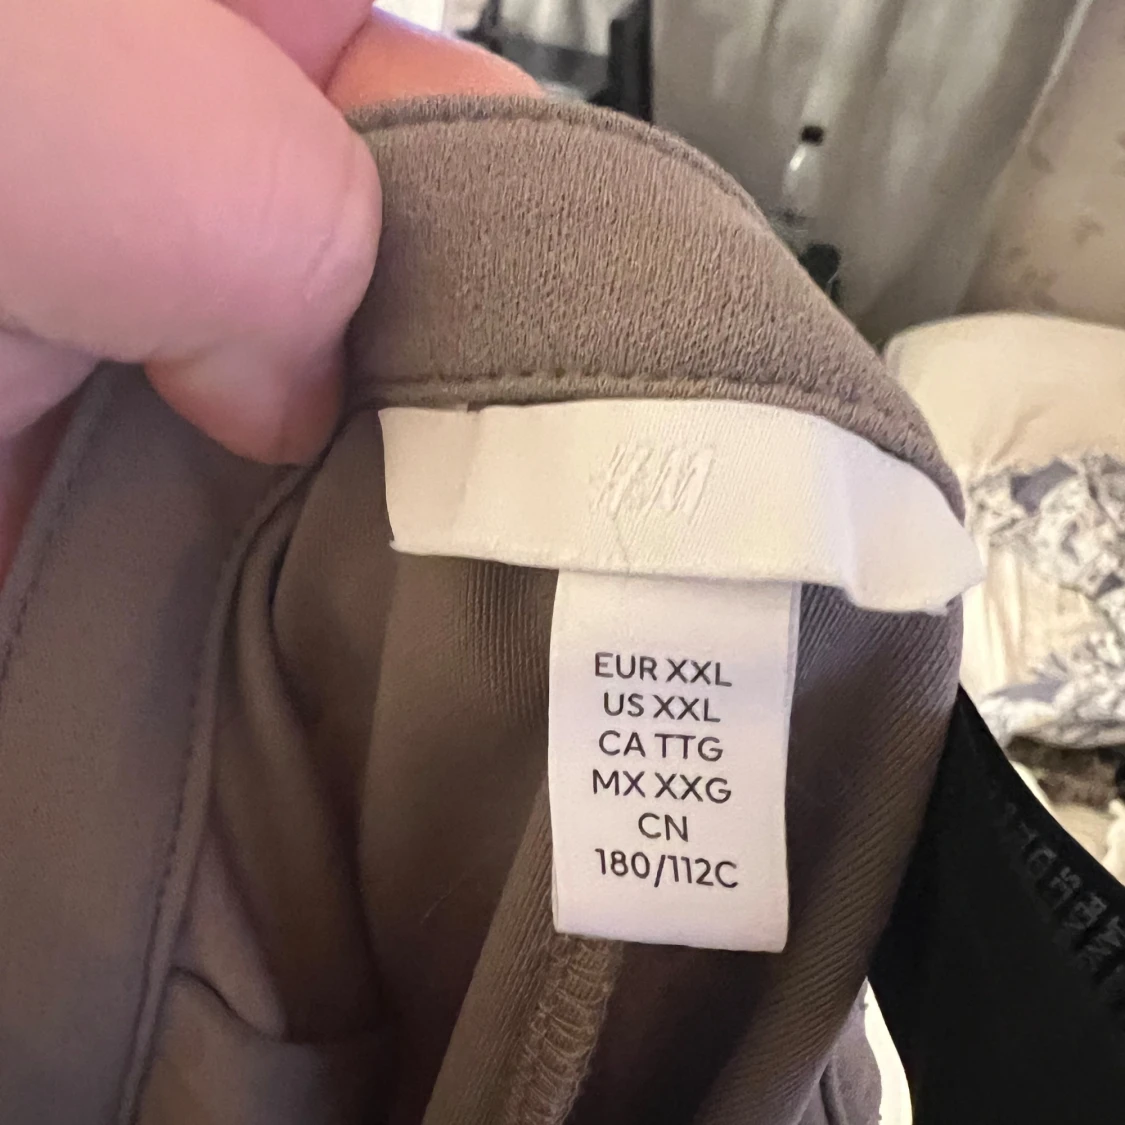 H&M
EUR XXL
US XXL
CA TTG
MX XXG
CN
180/112C